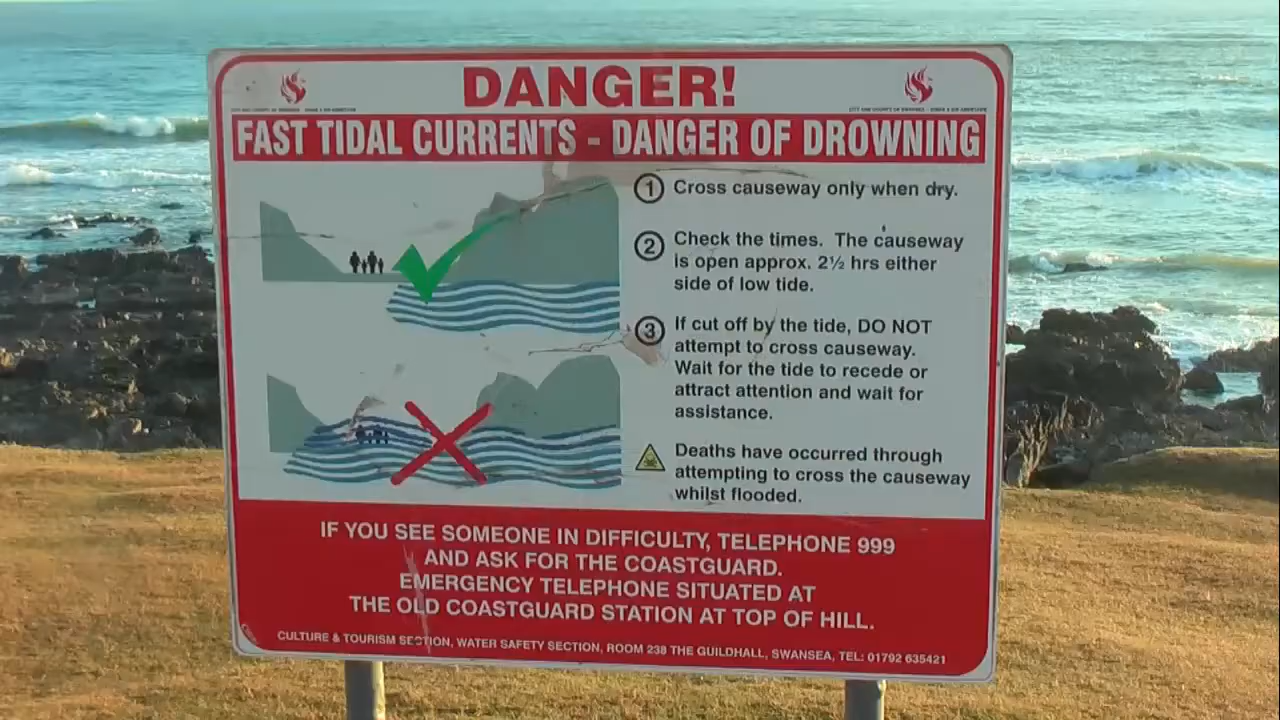 DANGER!
FAST TIDAL CURRENTS - DANGER OF DROWNING
1 Cross causeway only when dry.
2 Check the times. The causeway
is open approx. 2½ hrs either
side of low tide.
3 If cut off by the tide, DO NOT
attempt to cross causeway.
Wait for the tide to recede or
attract attention and wait for
assistance.
Deaths have occurred through
attempting to cross the causeway
whilst flooded.
IF YOU SEE SOMEONE IN DIFFICULTY, TELEPHONE 999
AND ASK FOR THE COASTGUARD.
EMERGENCY TELEPHONE SITUATED AT
THE OLD COASTGUARD STATION AT TOP OF HILL.
CULTURE & TOURISM SECTION, WATER SAFETY SECTION, ROOM 238 THE GUILDHALL, SWANSEA, TEL: 01792 635421